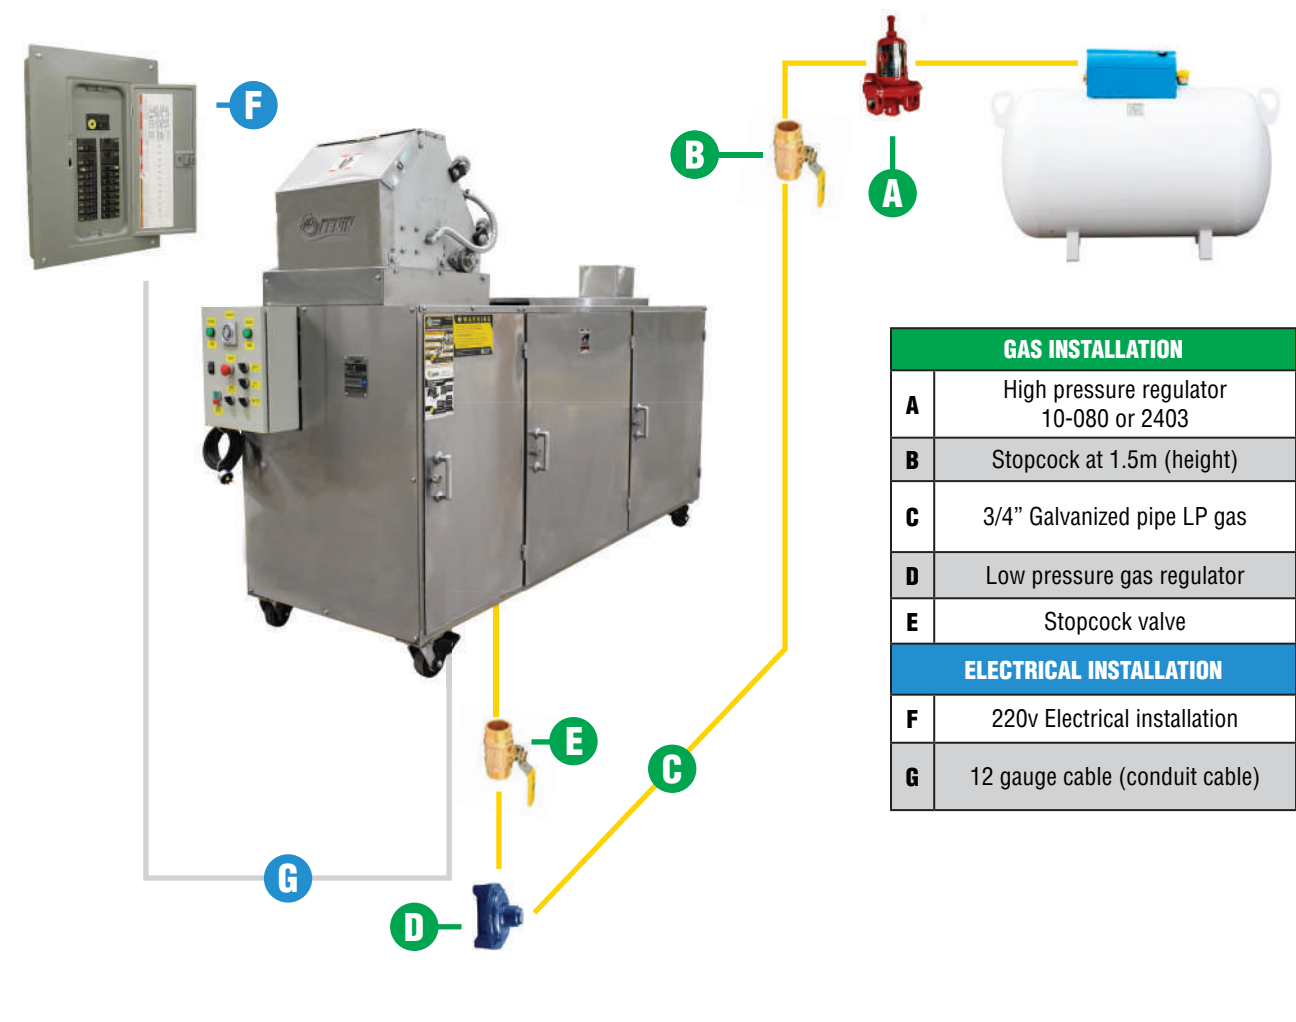 F
B
A
GAS INSTALLATION
A
High pressure regulator
10-080 or 2403
B
Stopcock at 1.5m (height)
C
3/4” Galvanized pipe LP gas
D
Low pressure gas regulator
E
Stopcock valve
ELECTRICAL INSTALLATION
F
220v Electrical installation
G
12 gauge cable (conduit cable)
WARNING
E
C
G
D